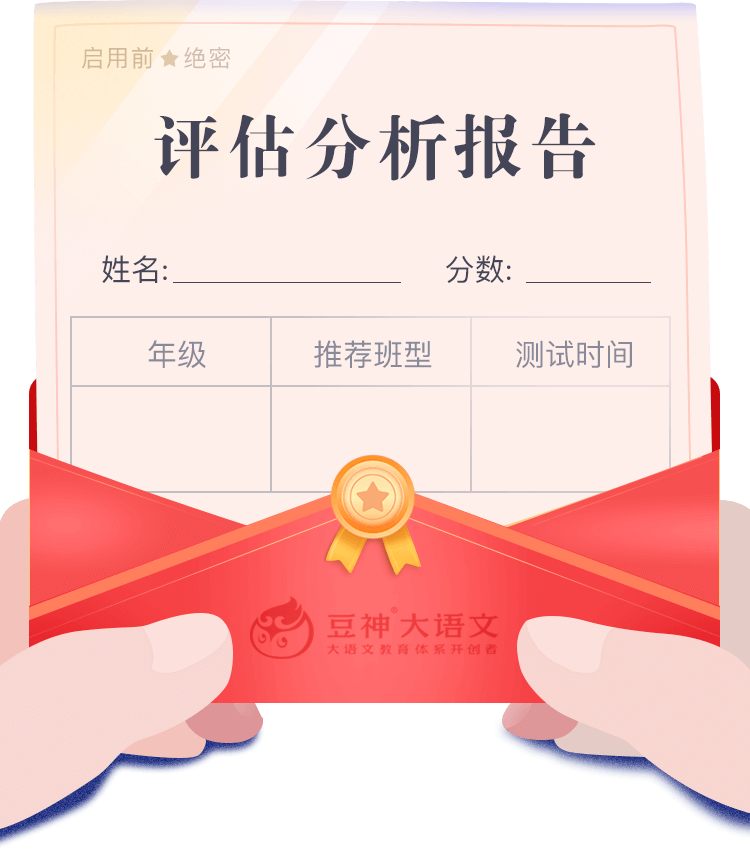 启用前★绝密
评估分析报告
姓名: 分数:
年级 推荐班型 测试时间
豆神®大语文
大语文教育体系开创者